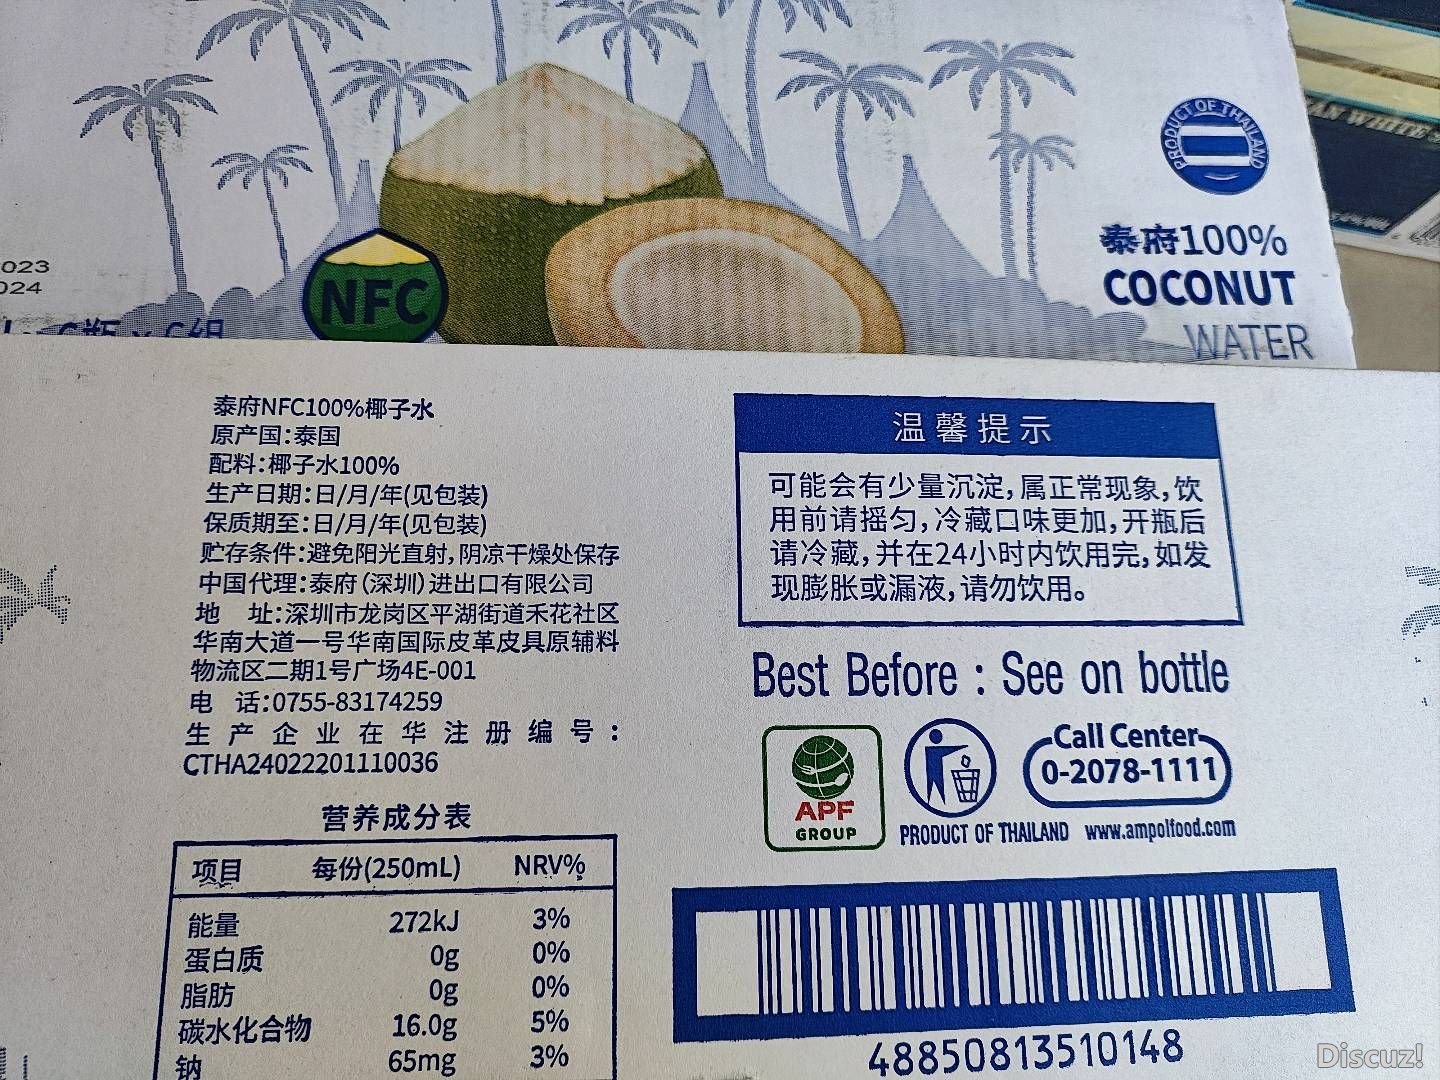 PRODUCT OF THAILAND
泰府100%
COCONUT
WATER
NFC
023
024
6瓶 x 6组
AN WHITE
泰府NFC100%椰子水
原产国:泰国
配料:椰子水100%
生产日期:日/月/年(见包装)
保质期至:日/月/年(见包装)
贮存条件:避免阳光直射,阴凉干燥处保存
中国代理:泰府(深圳)进出口有限公司
地 址:深圳市龙岗区平湖街道禾花社区
华南大道一号华南国际皮革皮具原辅料
物流区二期1号广场4E-001
电 话:0755-83174259
生产企业在华注册编号:
CTHA24022201110036
营养成分表
项目 每份(250mL) NRV%
能量 272kJ 3%
蛋白质 0g 0%
脂肪 0g 0%
碳水化合物 16.0g 5%
钠 65mg 3%
温馨提示
可能会有少量沉淀,属正常现象,饮
用前请摇匀,冷藏口味更加,开瓶后
请冷藏,并在24小时内饮用完,如发
现膨胀或漏液,请勿饮用。
Best Before : See on bottle
APF
GROUP
Call Center
0-2078-1111
PRODUCT OF THAILAND www.ampolfood.com
48850813510148
Discuz!